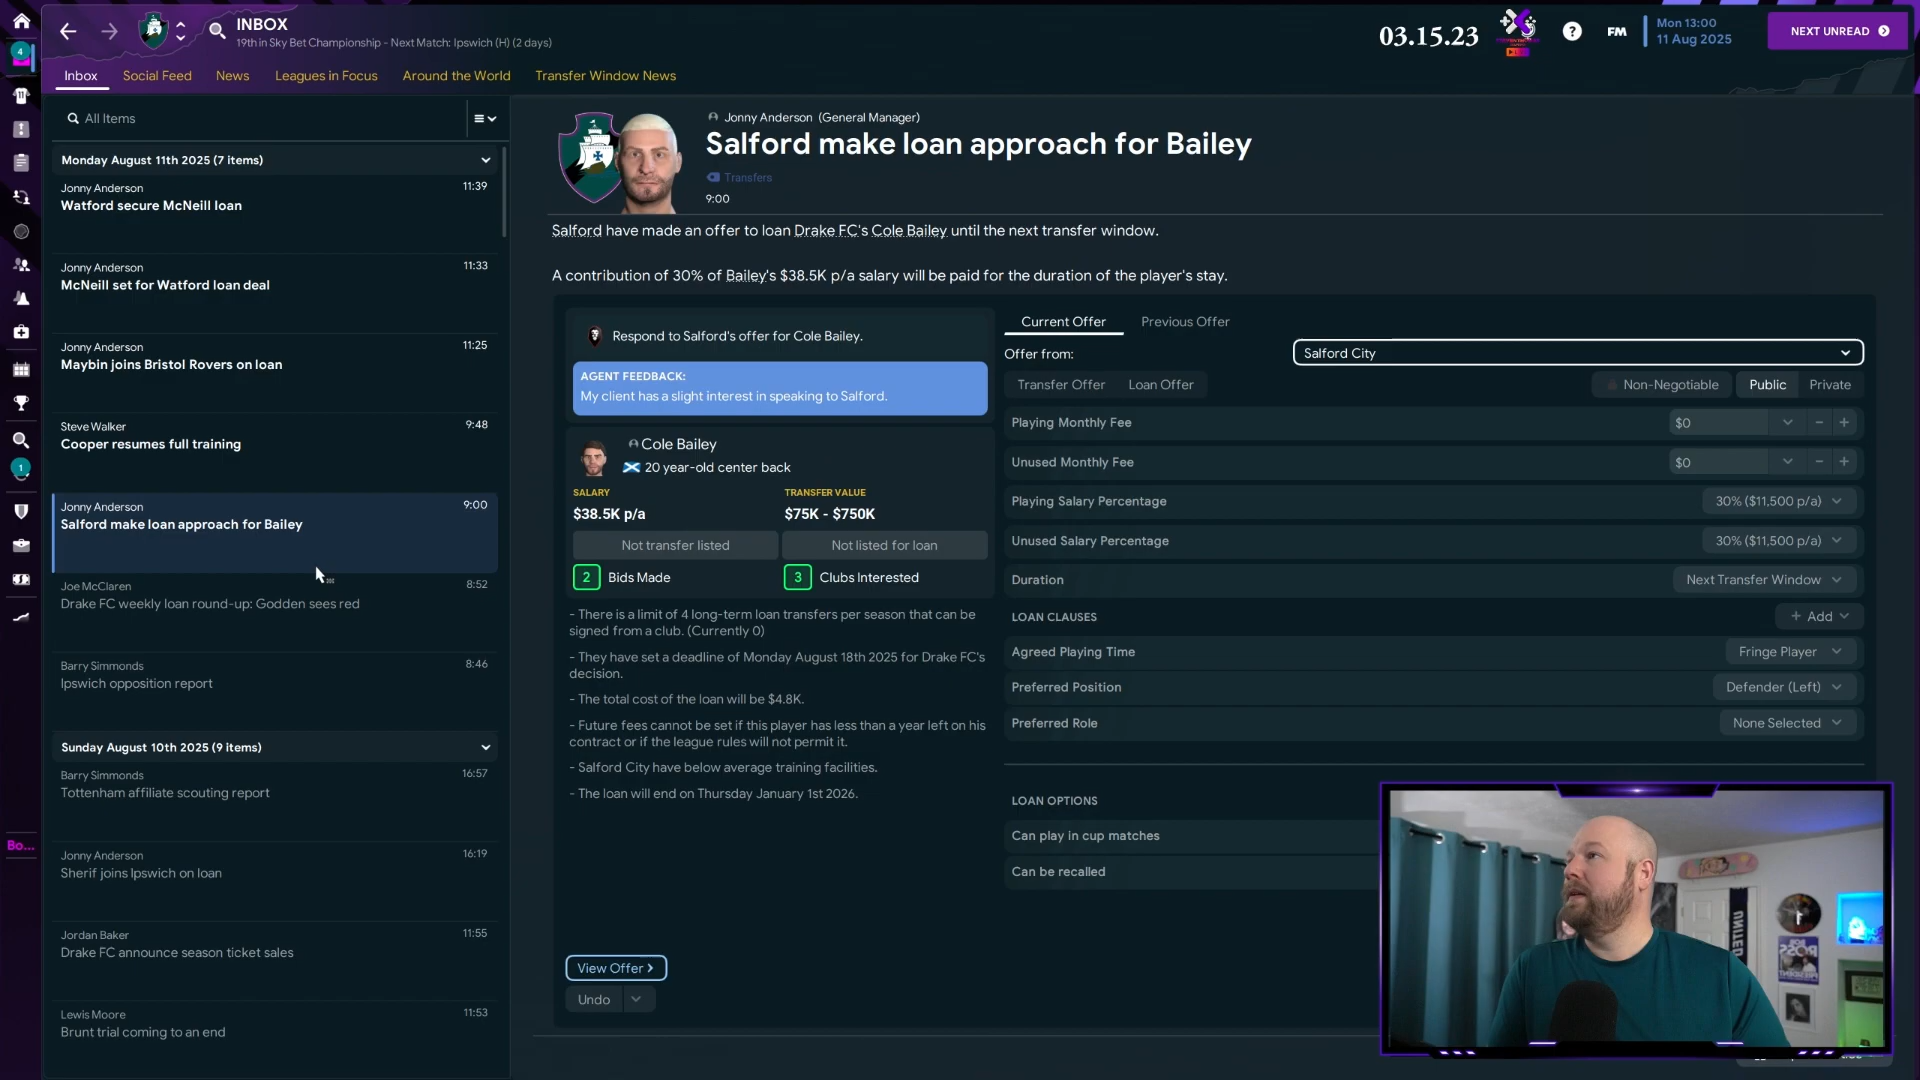 INBOX
19th in Sky Bet Championship - Next Match: Ipswich (H) (2 days)
03.15.23
FM
Mon 13:00
11 Aug 2025
NEXT UNREAD
4
Inbox
Social Feed
News
Leagues in Focus
Around the World
Transfer Window News
All Items
Monday August 11th 2025 (7 items)
Jonny Anderson
11:39
Watford secure McNeill loan
Jonny Anderson
11:33
McNeill set for Watford loan deal
Jonny Anderson
11:25
Maybin joins Bristol Rovers on loan
Steve Walker
9:48
Cooper resumes full training
1
Jonny Anderson
9:00
Salford make loan approach for Bailey
Joe McClaren
8:52
Drake FC weekly loan round-up: Godden sees red
Barry Simmonds
8:46
Ipswich opposition report
Sunday August 10th 2025 (9 items)
Barry Simmonds
16:57
Tottenham affiliate scouting report
Bo...
Jonny Anderson
16:19
Sherif joins Ipswich on loan
Jordan Baker
11:55
Drake FC announce season ticket sales
Lewis Moore
11:53
Brunt trial coming to an end
Jonny Anderson (General Manager)
Salford make loan approach for Bailey
Transfers
9:00
Salford have made an offer to loan Drake FC's Cole Bailey until the next transfer window.
A contribution of 30% of Bailey's $38.5K p/a salary will be paid for the duration of the player's stay.
Respond to Salford's offer for Cole Bailey.
AGENT FEEDBACK:
My client has a slight interest in speaking to Salford.
Cole Bailey
20 year-old center back
SALARY
TRANSFER VALUE
$38.5K p/a
$75K - $750K
Not transfer listed
Not listed for loan
2 Bids Made
3 Clubs Interested
- There is a limit of 4 long-term loan transfers per season that can be
signed from a club. (Currently 0)
- They have set a deadline of Monday August 18th 2025 for Drake FC's
decision.
- The total cost of the loan will be $4.8K.
- Future fees cannot be set if this player has less than a year left on his
contract or if the league rules will not permit it.
- Salford City have below average training facilities.
- The loan will end on Thursday January 1st 2026.
View Offer
Undo
Current Offer
Previous Offer
Offer from:
Salford City
Transfer Offer
Loan Offer
Non-Negotiable
Public
Private
Playing Monthly Fee
$0
Unused Monthly Fee
$0
Playing Salary Percentage
30% ($11,500 p/a)
Unused Salary Percentage
30% ($11,500 p/a)
Duration
Next Transfer Window
LOAN CLAUSES
+ Add
Agreed Playing Time
Fringe Player
Preferred Position
Defender (Left)
Preferred Role
None Selected
LOAN OPTIONS
Can play in cup matches
Can be recalled
UNITED
ROSS
PRESIDENT